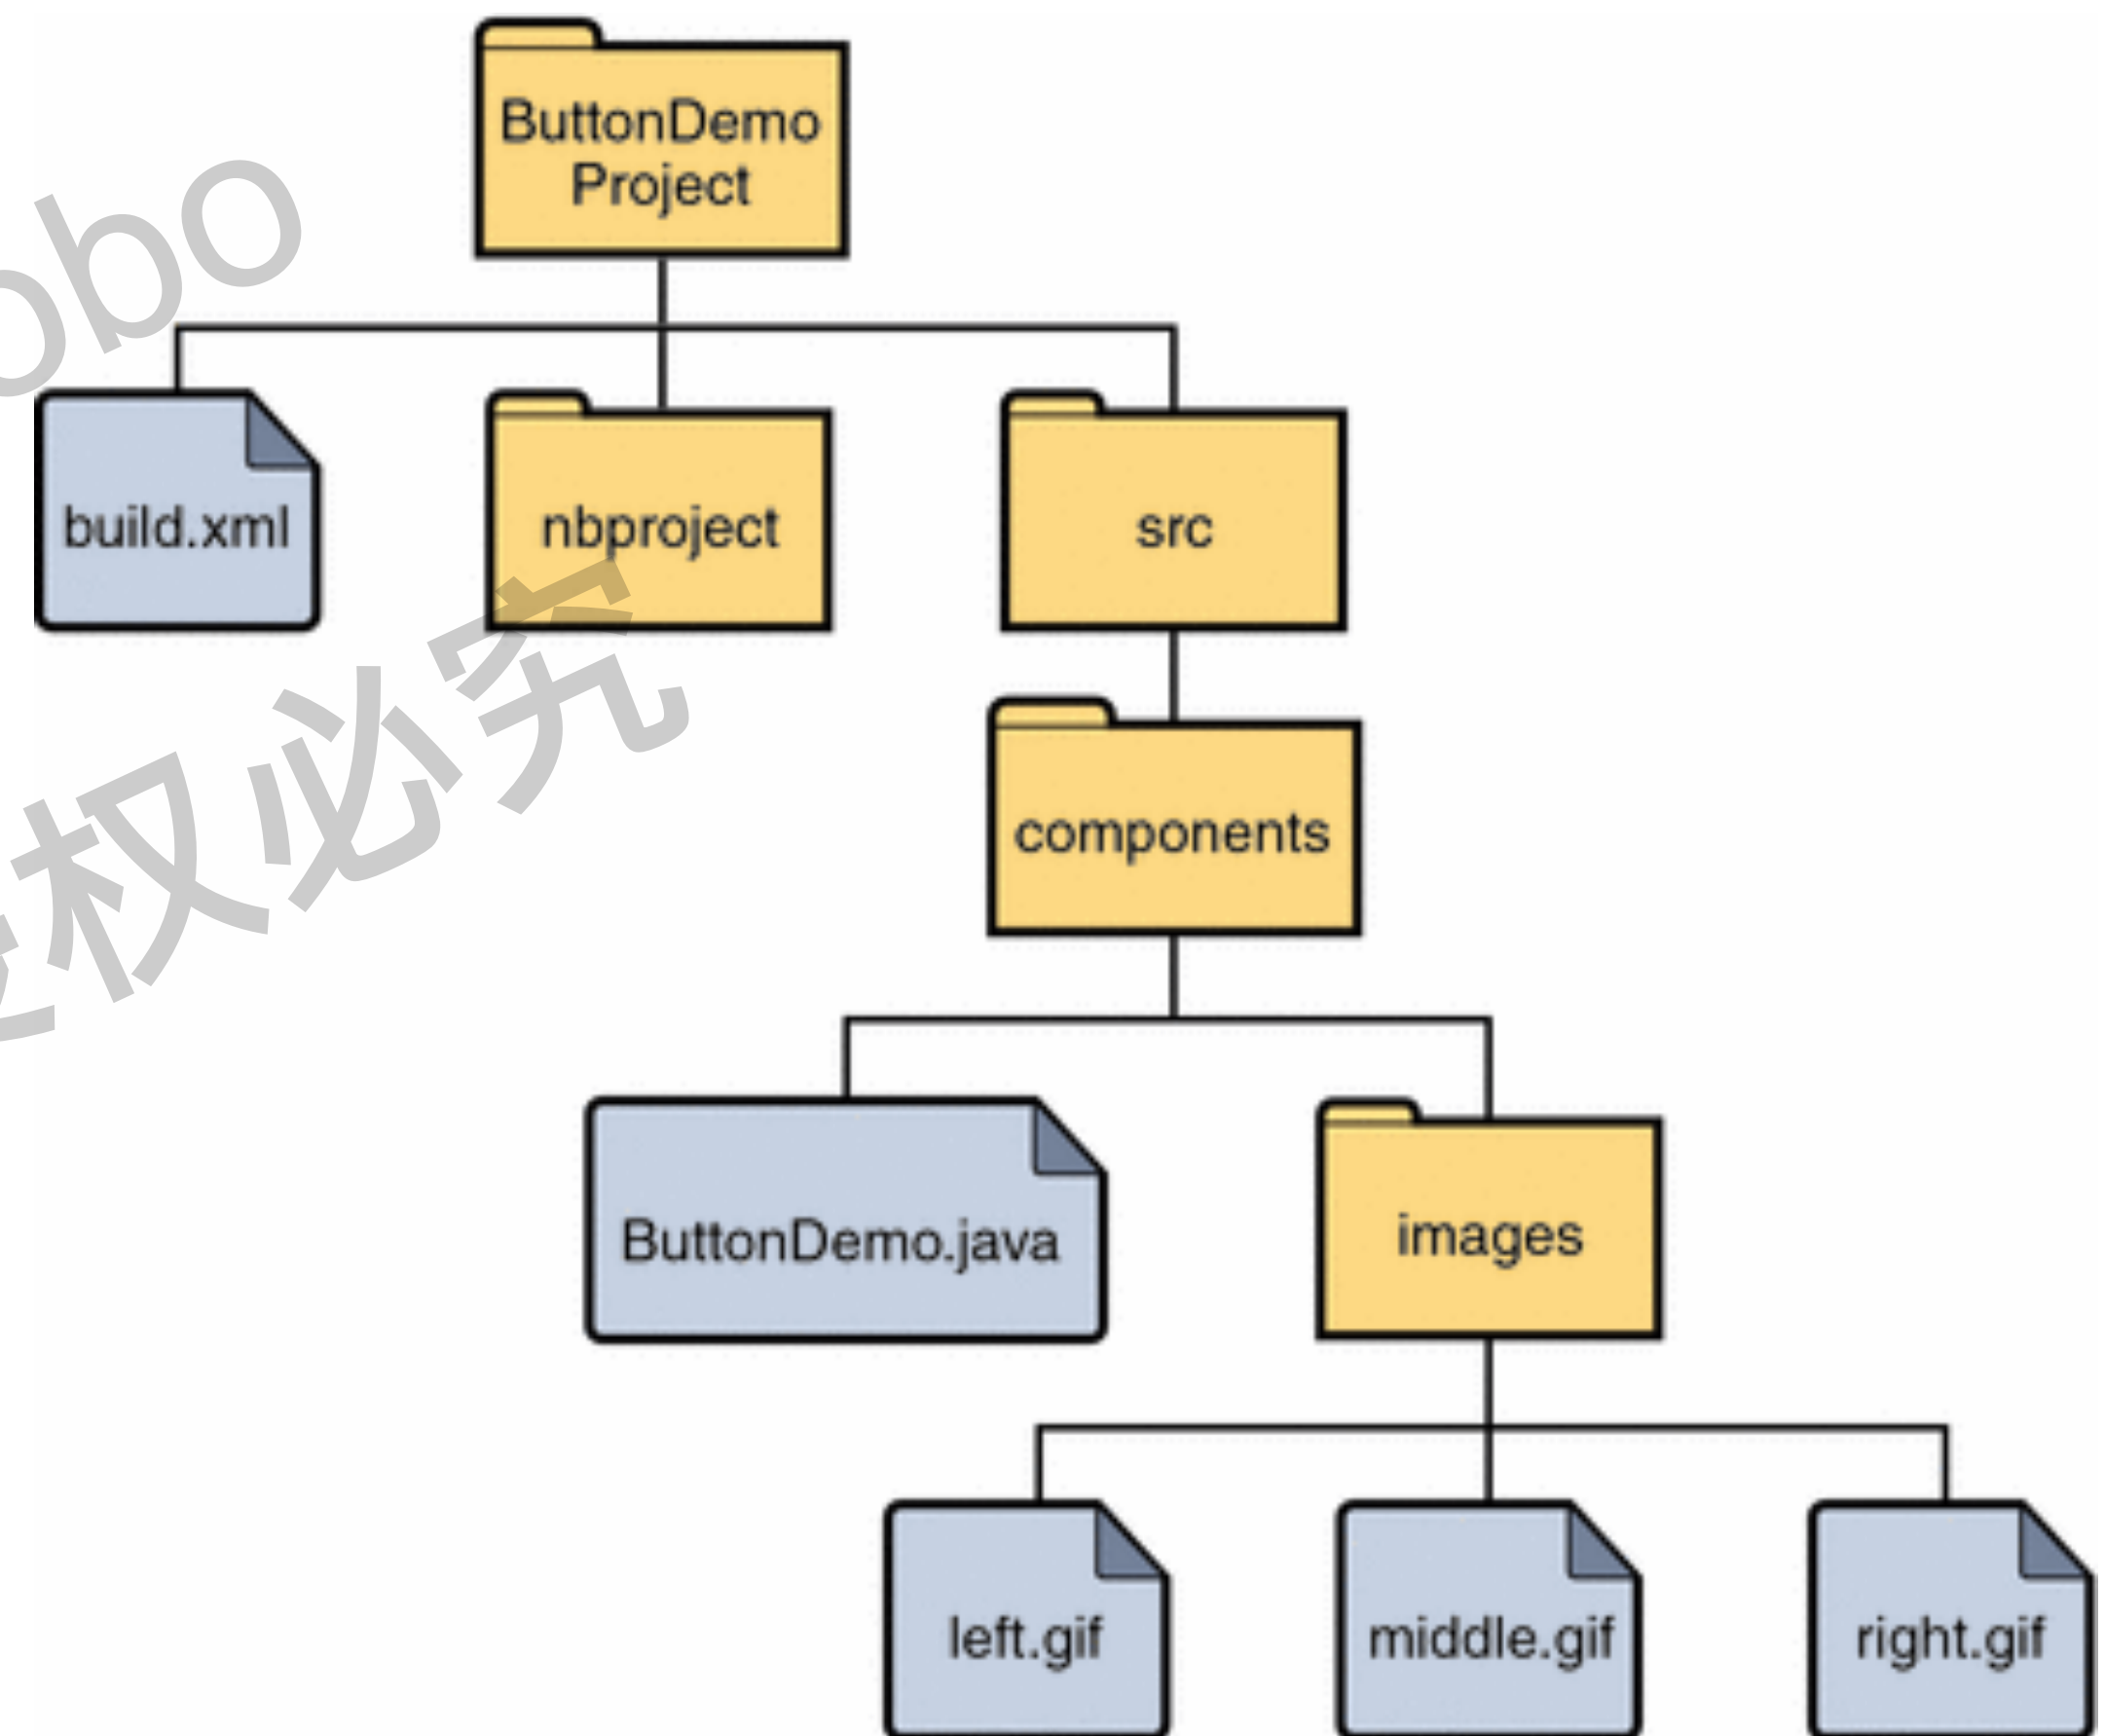 ButtonDemo
Project
build.xml
nbproject
src
components
ButtonDemo.java
images
left.gif
middle.gif
right.gif
权必究